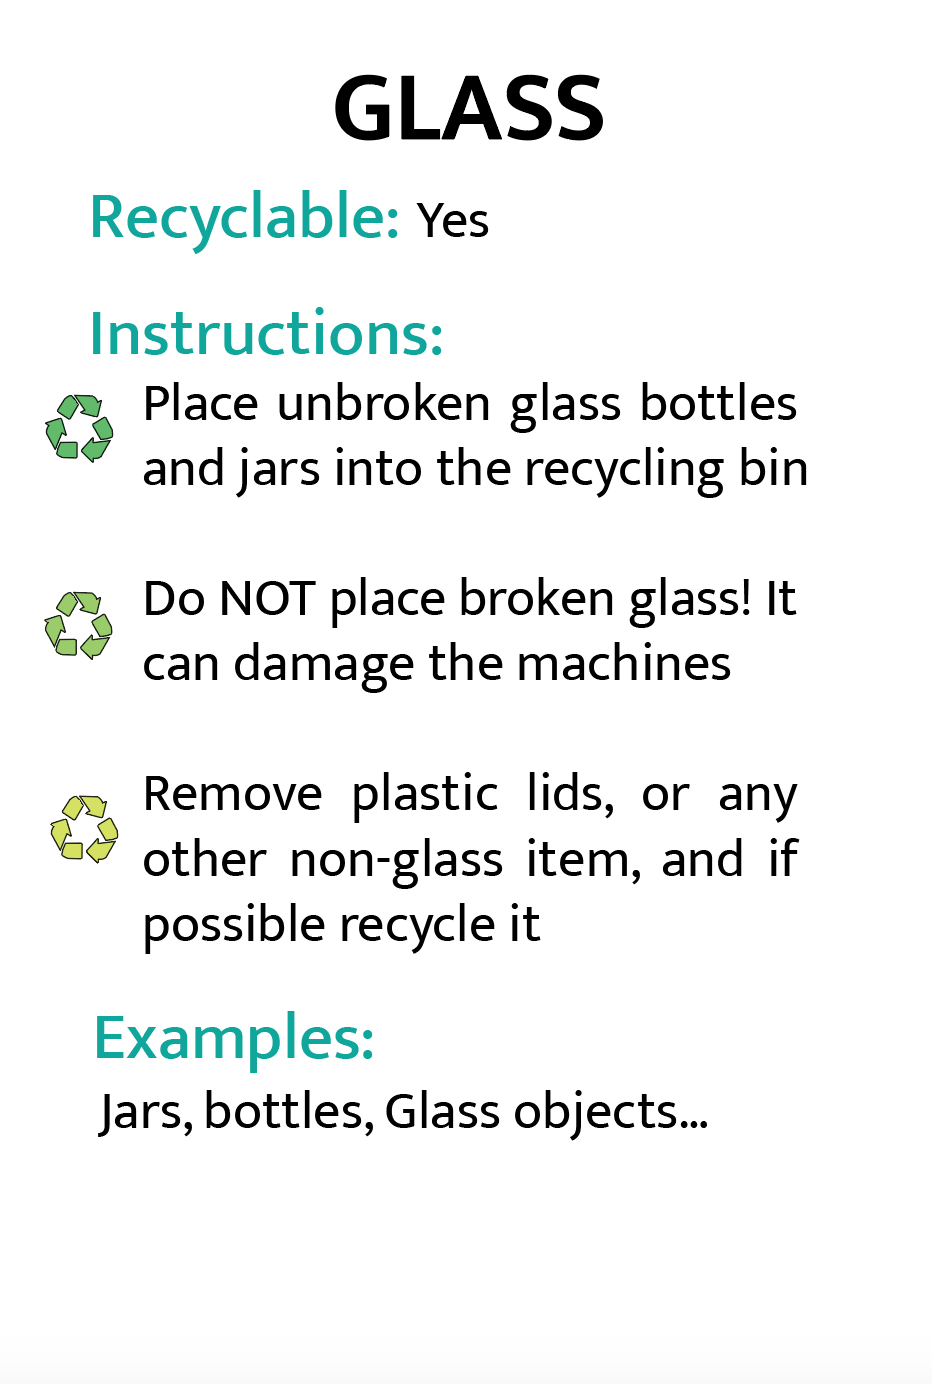 GLASS
Recyclable: Yes
Instructions:
Place unbroken glass bottles
and jars into the recycling bin
Do NOT place broken glass! It
can damage the machines
Remove plastic lids, or any
other non-glass item, and if
possible recycle it
Examples:
Jars, bottles, Glass objects...